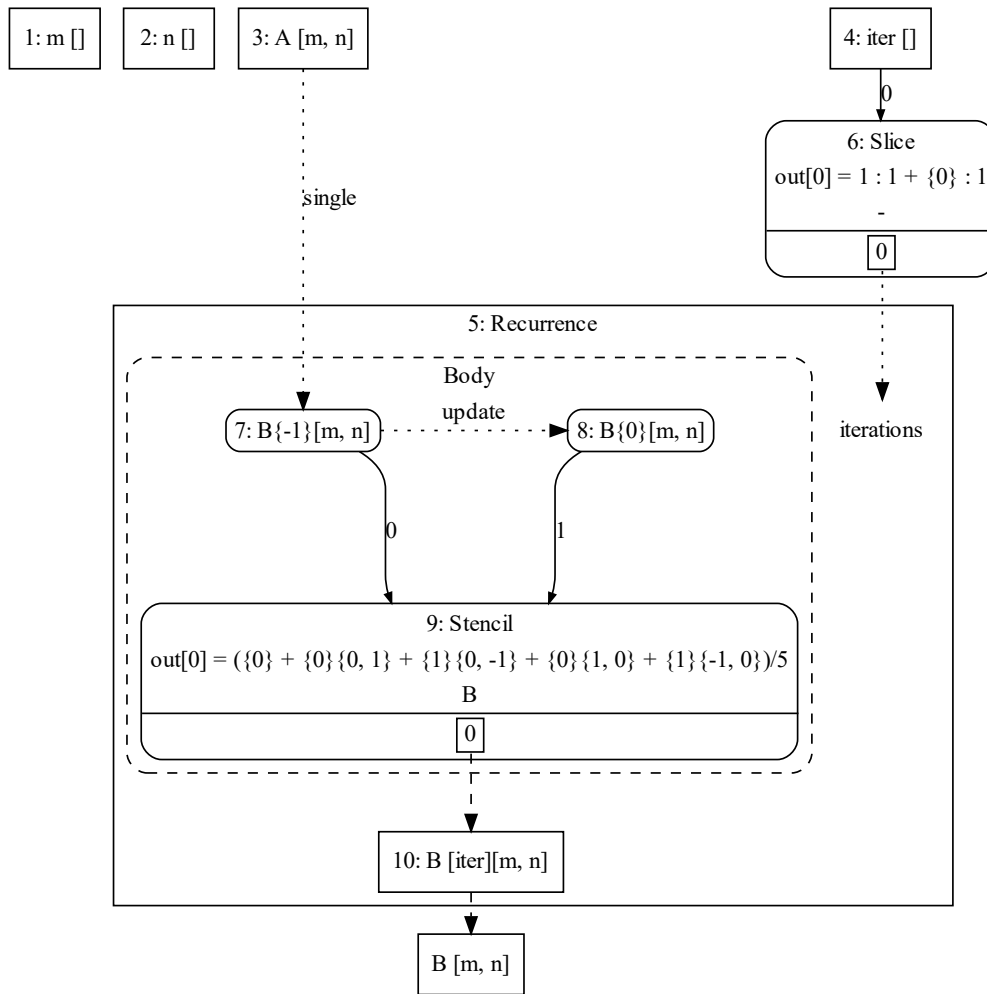 1: m []
2: n []
3: A [m, n]
4: iter []
0
6: Slice
out[0] = 1 : 1 + {0} : 1
-
0
single
5: Recurrence
Body
7: B{-1}[m, n]
update
8: B{0}[m, n]
iterations
0
1
9: Stencil
out[0] = ({0} + {0}{0, 1} + {1}{0, -1} + {0}{1, 0} + {1}{-1, 0})/5
B
0
10: B [iter][m, n]
B [m, n]